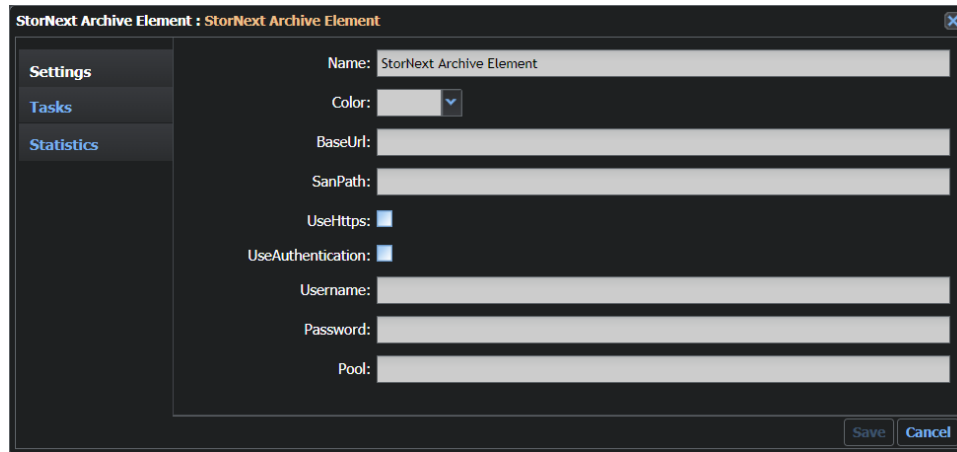 StorNext Archive Element : StorNext Archive Element
Settings
Tasks
Statistics
Name: StorNext Archive Element
Color:
BaseUrl:
SanPath:
UseHttps:
UseAuthentication:
Username:
Password:
Pool:
Save Cancel